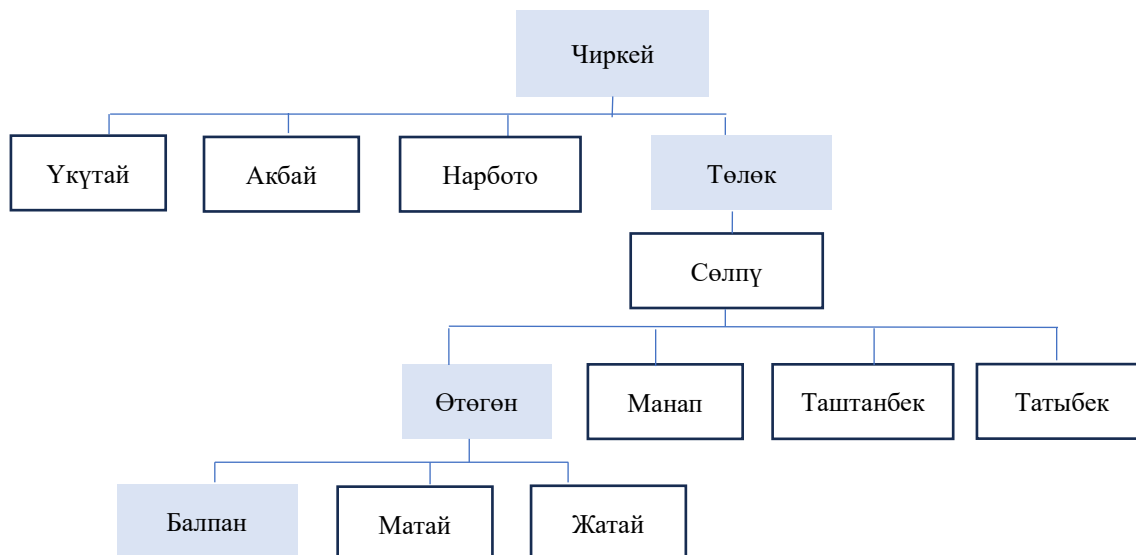 Чиркей
Үкүтай
Акбай
Нарбото
Төлөк
Сөлпү
Өтөгөн
Манап
Таштанбек
Татыбек
Балпан
Матай
Жатай